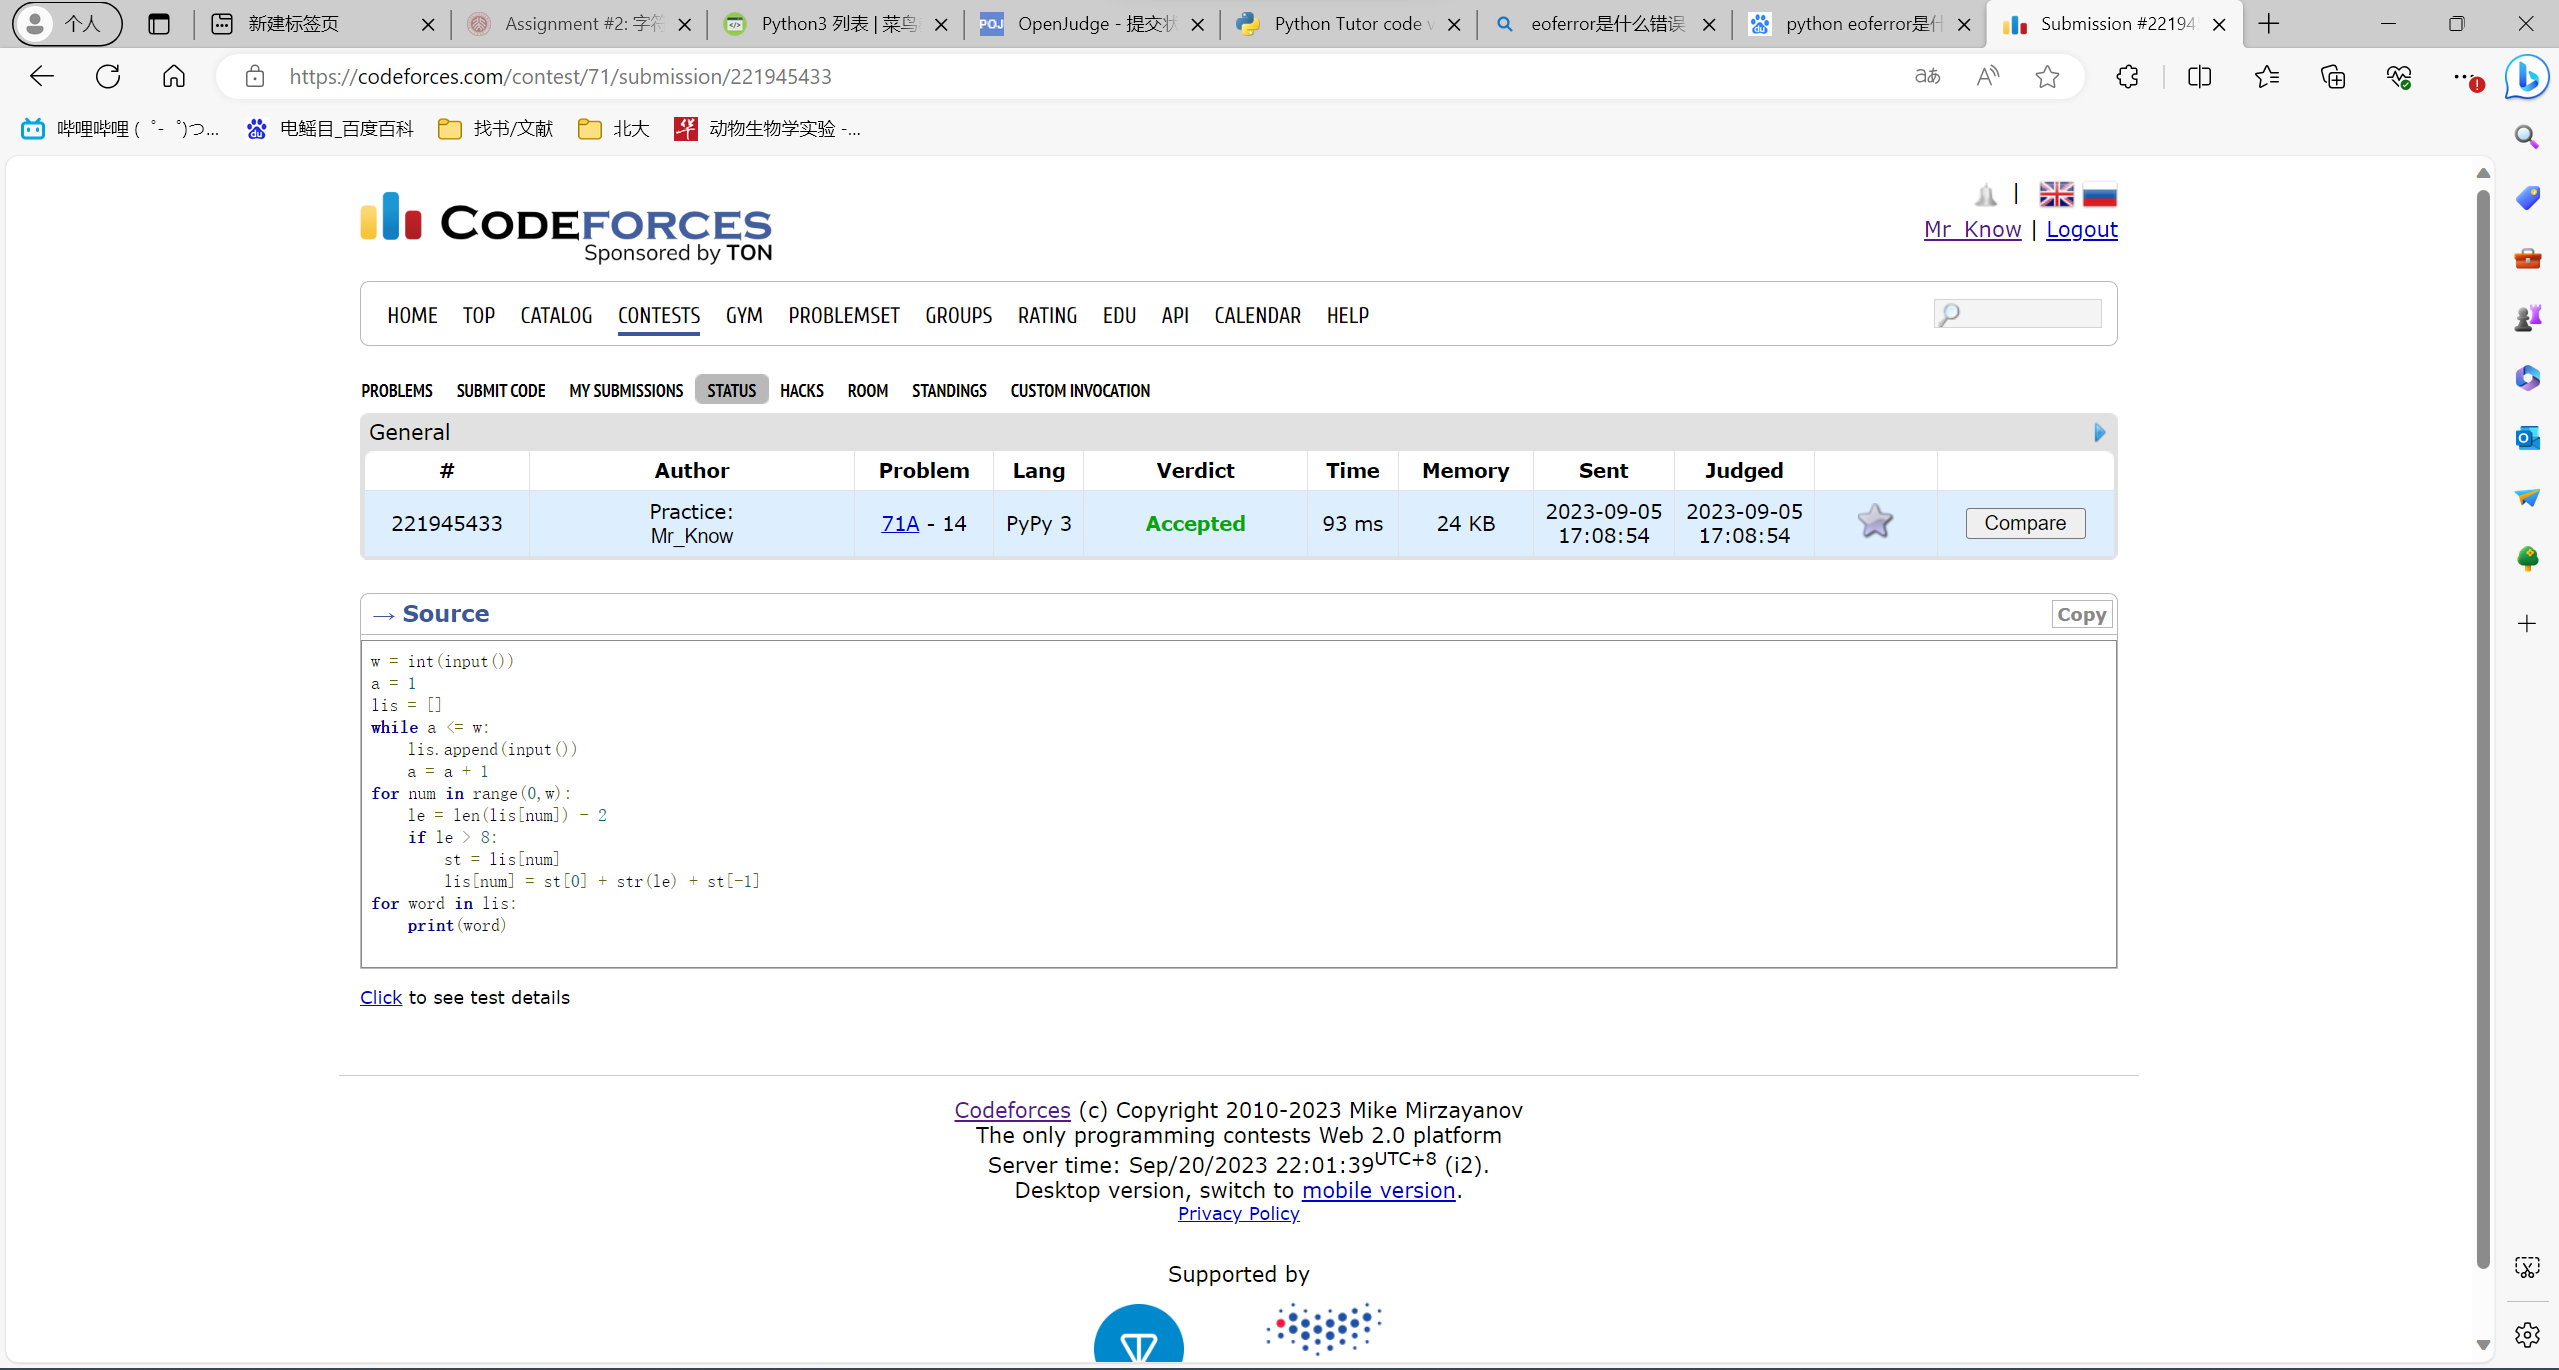 个人
新建标签页
Assignment #2: 字符
Python3 列表 | 菜鸟
POJ OpenJudge - 提交状
Python Tutor code v
eoferror是什么错误
python eoferror是什
Submission #22194
https://codeforces.com/contest/71/submission/221945433
哔哩哔哩 ( ゜- ゜)つ...
电鳐目_百度百科
找书/文献
北大
动物生物学实验 -...
CODEFORCES
Sponsored by TON
Mr_Know | Logout
HOME TOP CATALOG CONTESTS GYM PROBLEMSET GROUPS RATING EDU API CALENDAR HELP
PROBLEMS SUBMIT CODE MY SUBMISSIONS STATUS HACKS ROOM STANDINGS CUSTOM INVOCATION
General
# Author Problem Lang Verdict Time Memory Sent Judged
221945433 Practice: Mr_Know 71A - 14 PyPy 3 Accepted 93 ms 24 KB 2023-09-05 17:08:54 2023-09-05 17:08:54 Compare
→ Source
Copy
w = int(input())
a = 1
lis = []
while a <= w:
    lis.append(input())
    a = a + 1
for num in range(0,w):
    le = len(lis[num]) - 2
    if le > 8:
        st = lis[num]
        lis[num] = st[0] + str(le) + st[-1]
for word in lis:
    print(word)
Click to see test details
Codeforces (c) Copyright 2010-2023 Mike Mirzayanov
The only programming contests Web 2.0 platform
Server time: Sep/20/2023 22:01:39UTC+8 (i2).
Desktop version, switch to mobile version.
Privacy Policy
Supported by